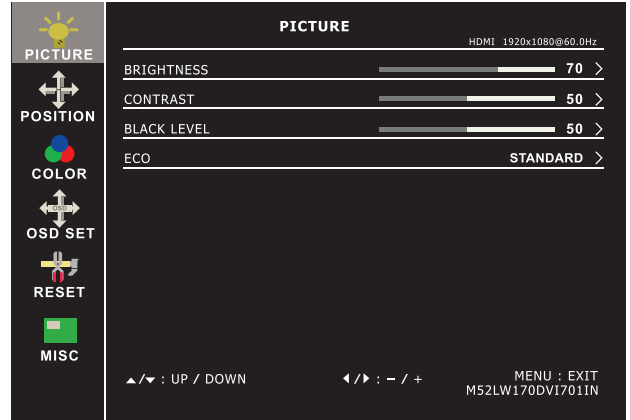 PICTURE
POSITION
COLOR
OSD
OSD SET
RESET
MISC
PICTURE
HDMI 1920x1080@60.0Hz
BRIGHTNESS 70 >
CONTRAST 50 >
BLACK LEVEL 50 >
ECO STANDARD >
▲/▼ : UP / DOWN ◀/▶ : – / + MENU : EXIT
M52LW170DVI701IN